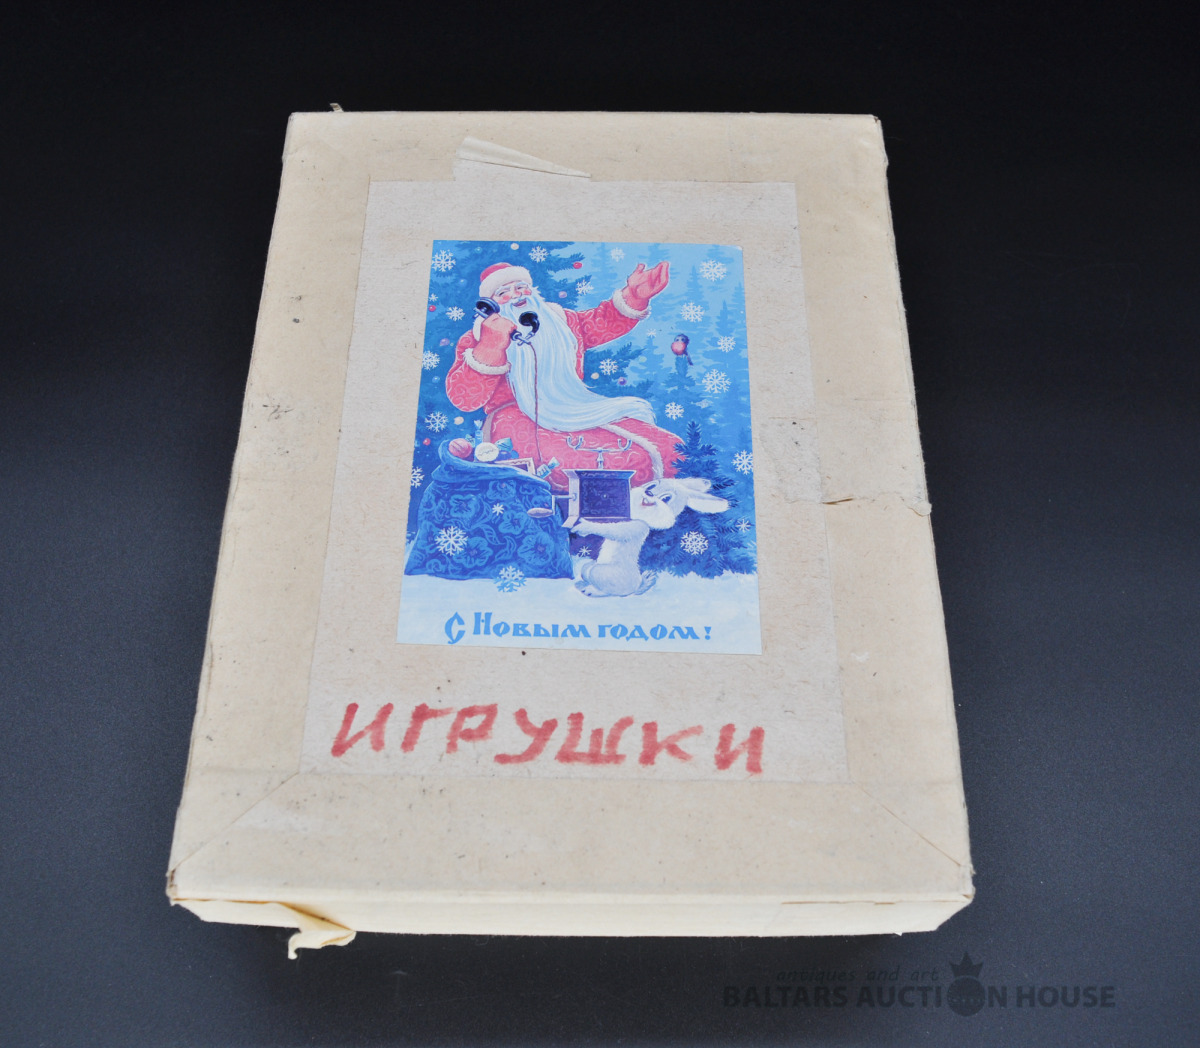 С Новым годом!
ИГРУШКИ
antiques and art
BALTARS AUCTION HOUSE